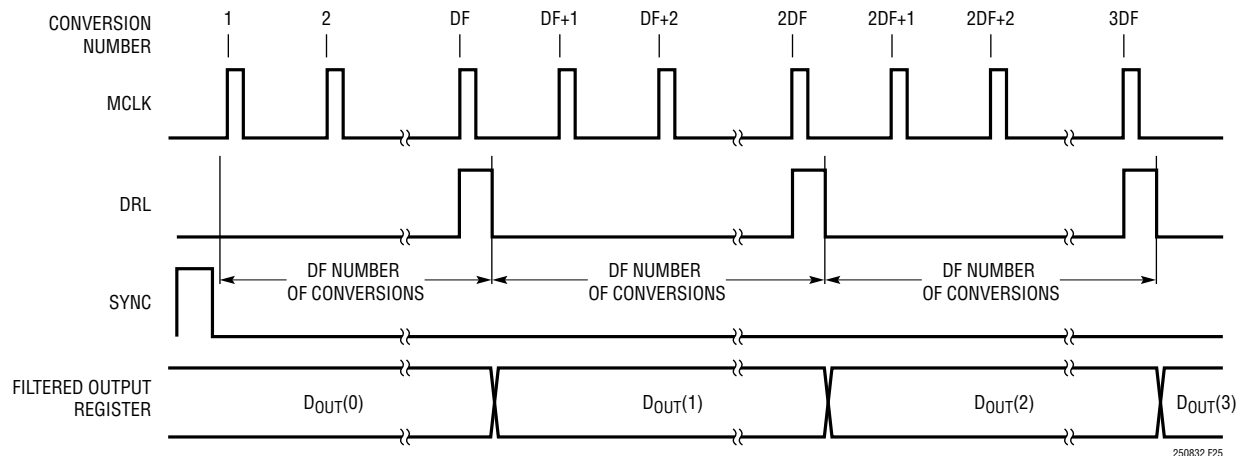 CONVERSION NUMBER
1 2 DF DF+1 DF+2 2DF 2DF+1 2DF+2 3DF
MCLK
DRL
DF NUMBER OF CONVERSIONS
DF NUMBER OF CONVERSIONS
DF NUMBER OF CONVERSIONS
SYNC
FILTERED OUTPUT REGISTER
DOUT(0) DOUT(1) DOUT(2) DOUT(3)
250832 F25